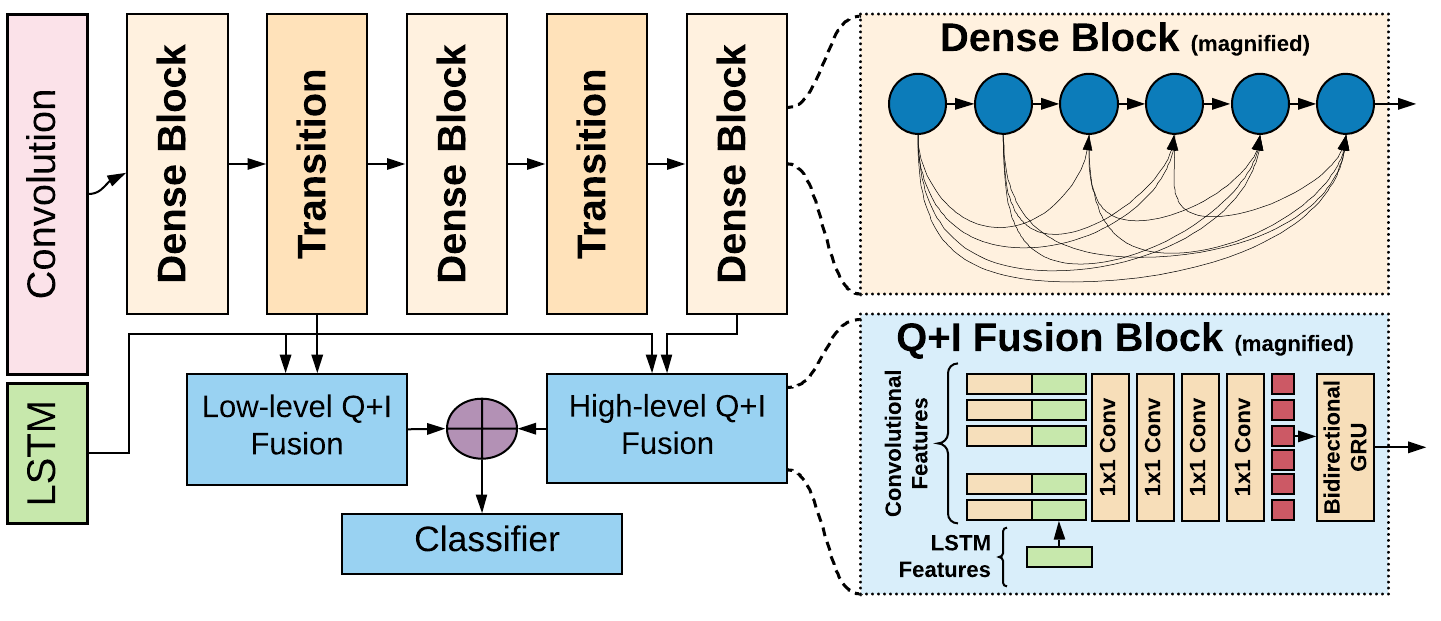 Convolution
LSTM
Dense Block
Transition
Dense Block
Transition
Dense Block
Low-level Q+I
Fusion
High-level Q+I
Fusion
Classifier
Dense Block (magnified)
Q+I Fusion Block (magnified)
Convolutional
Features
1x1 Conv
1x1 Conv
1x1 Conv
1x1 Conv
Bidirectional
GRU
LSTM
Features